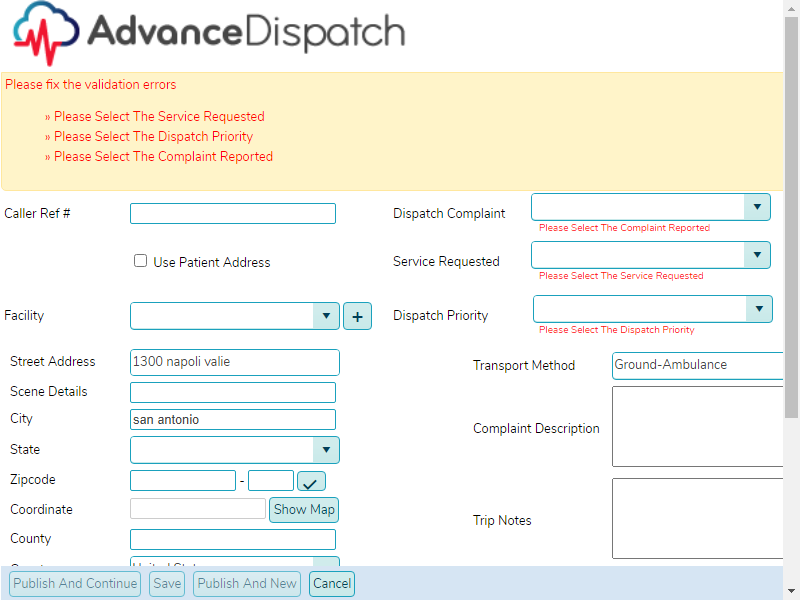 AdvanceDispatch
Please fix the validation errors
» Please Select The Service Requested
» Please Select The Dispatch Priority
» Please Select The Complaint Reported
Caller Ref #
Dispatch Complaint
Please Select The Complaint Reported
Use Patient Address
Service Requested
Please Select The Service Requested
Facility
+
Dispatch Priority
Please Select The Dispatch Priority
Street Address
1300 napoli valie
Transport Method
Ground-Ambulance
Scene Details
City
san antonio
Complaint Description
State
Zipcode
-
Coordinate
Show Map
Trip Notes
County
Publish And Continue
Save
Publish And New
Cancel